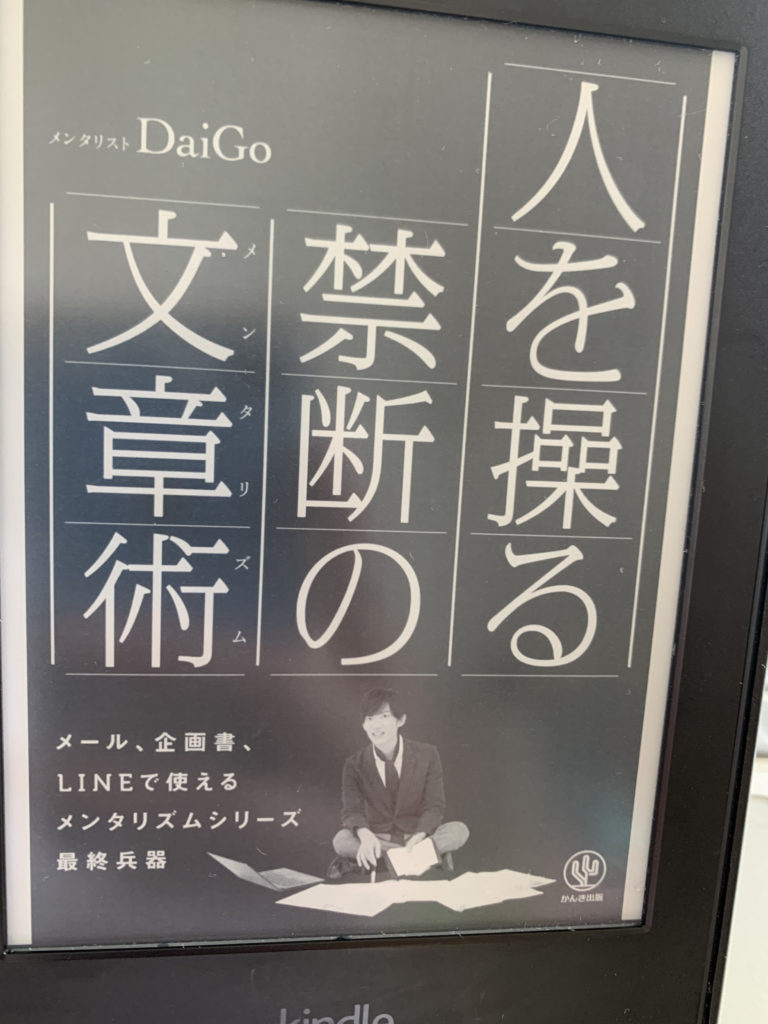 メンタリスト DaiGo
人を操る
禁断の
文章術
メンタリズム
メール、企画書、
LINEで使える
メンタリズムシリーズ
最終兵器
かんき出版
kindle